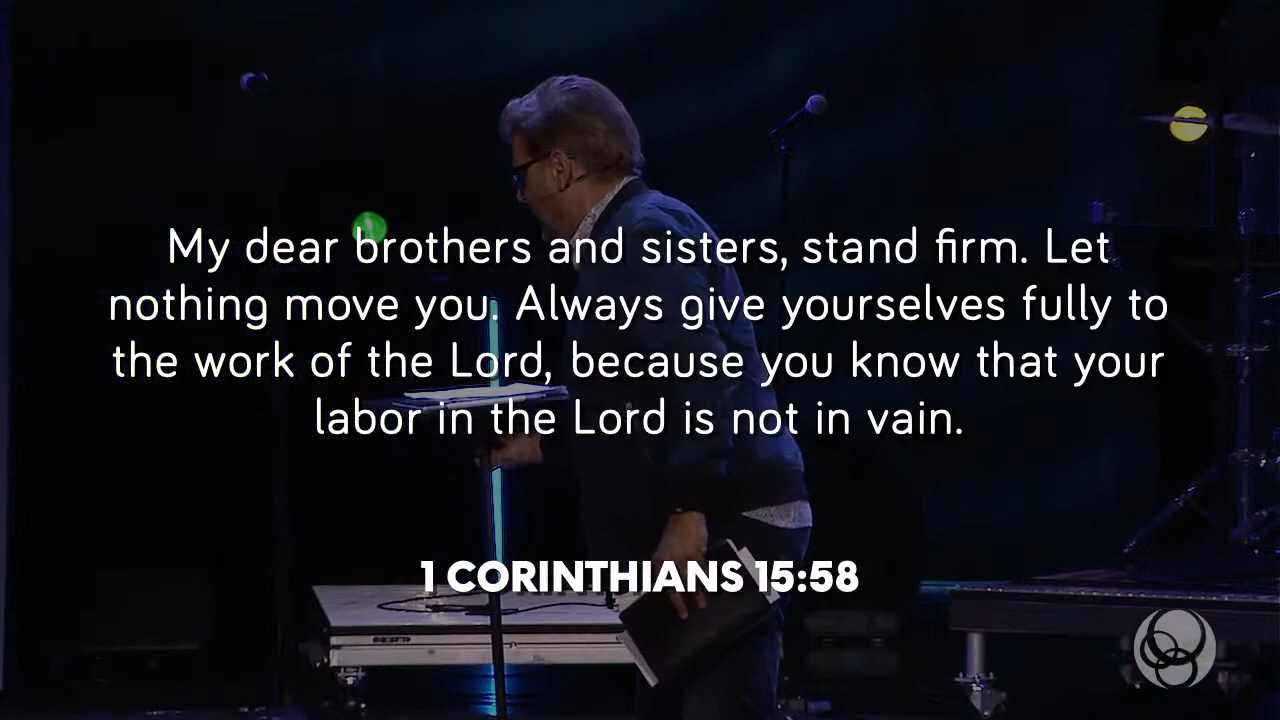 My dear brothers and sisters, stand firm. Let
nothing move you. Always give yourselves fully to
the work of the Lord, because you know that your
labor in the Lord is not in vain.
1 CORINTHIANS 15:58